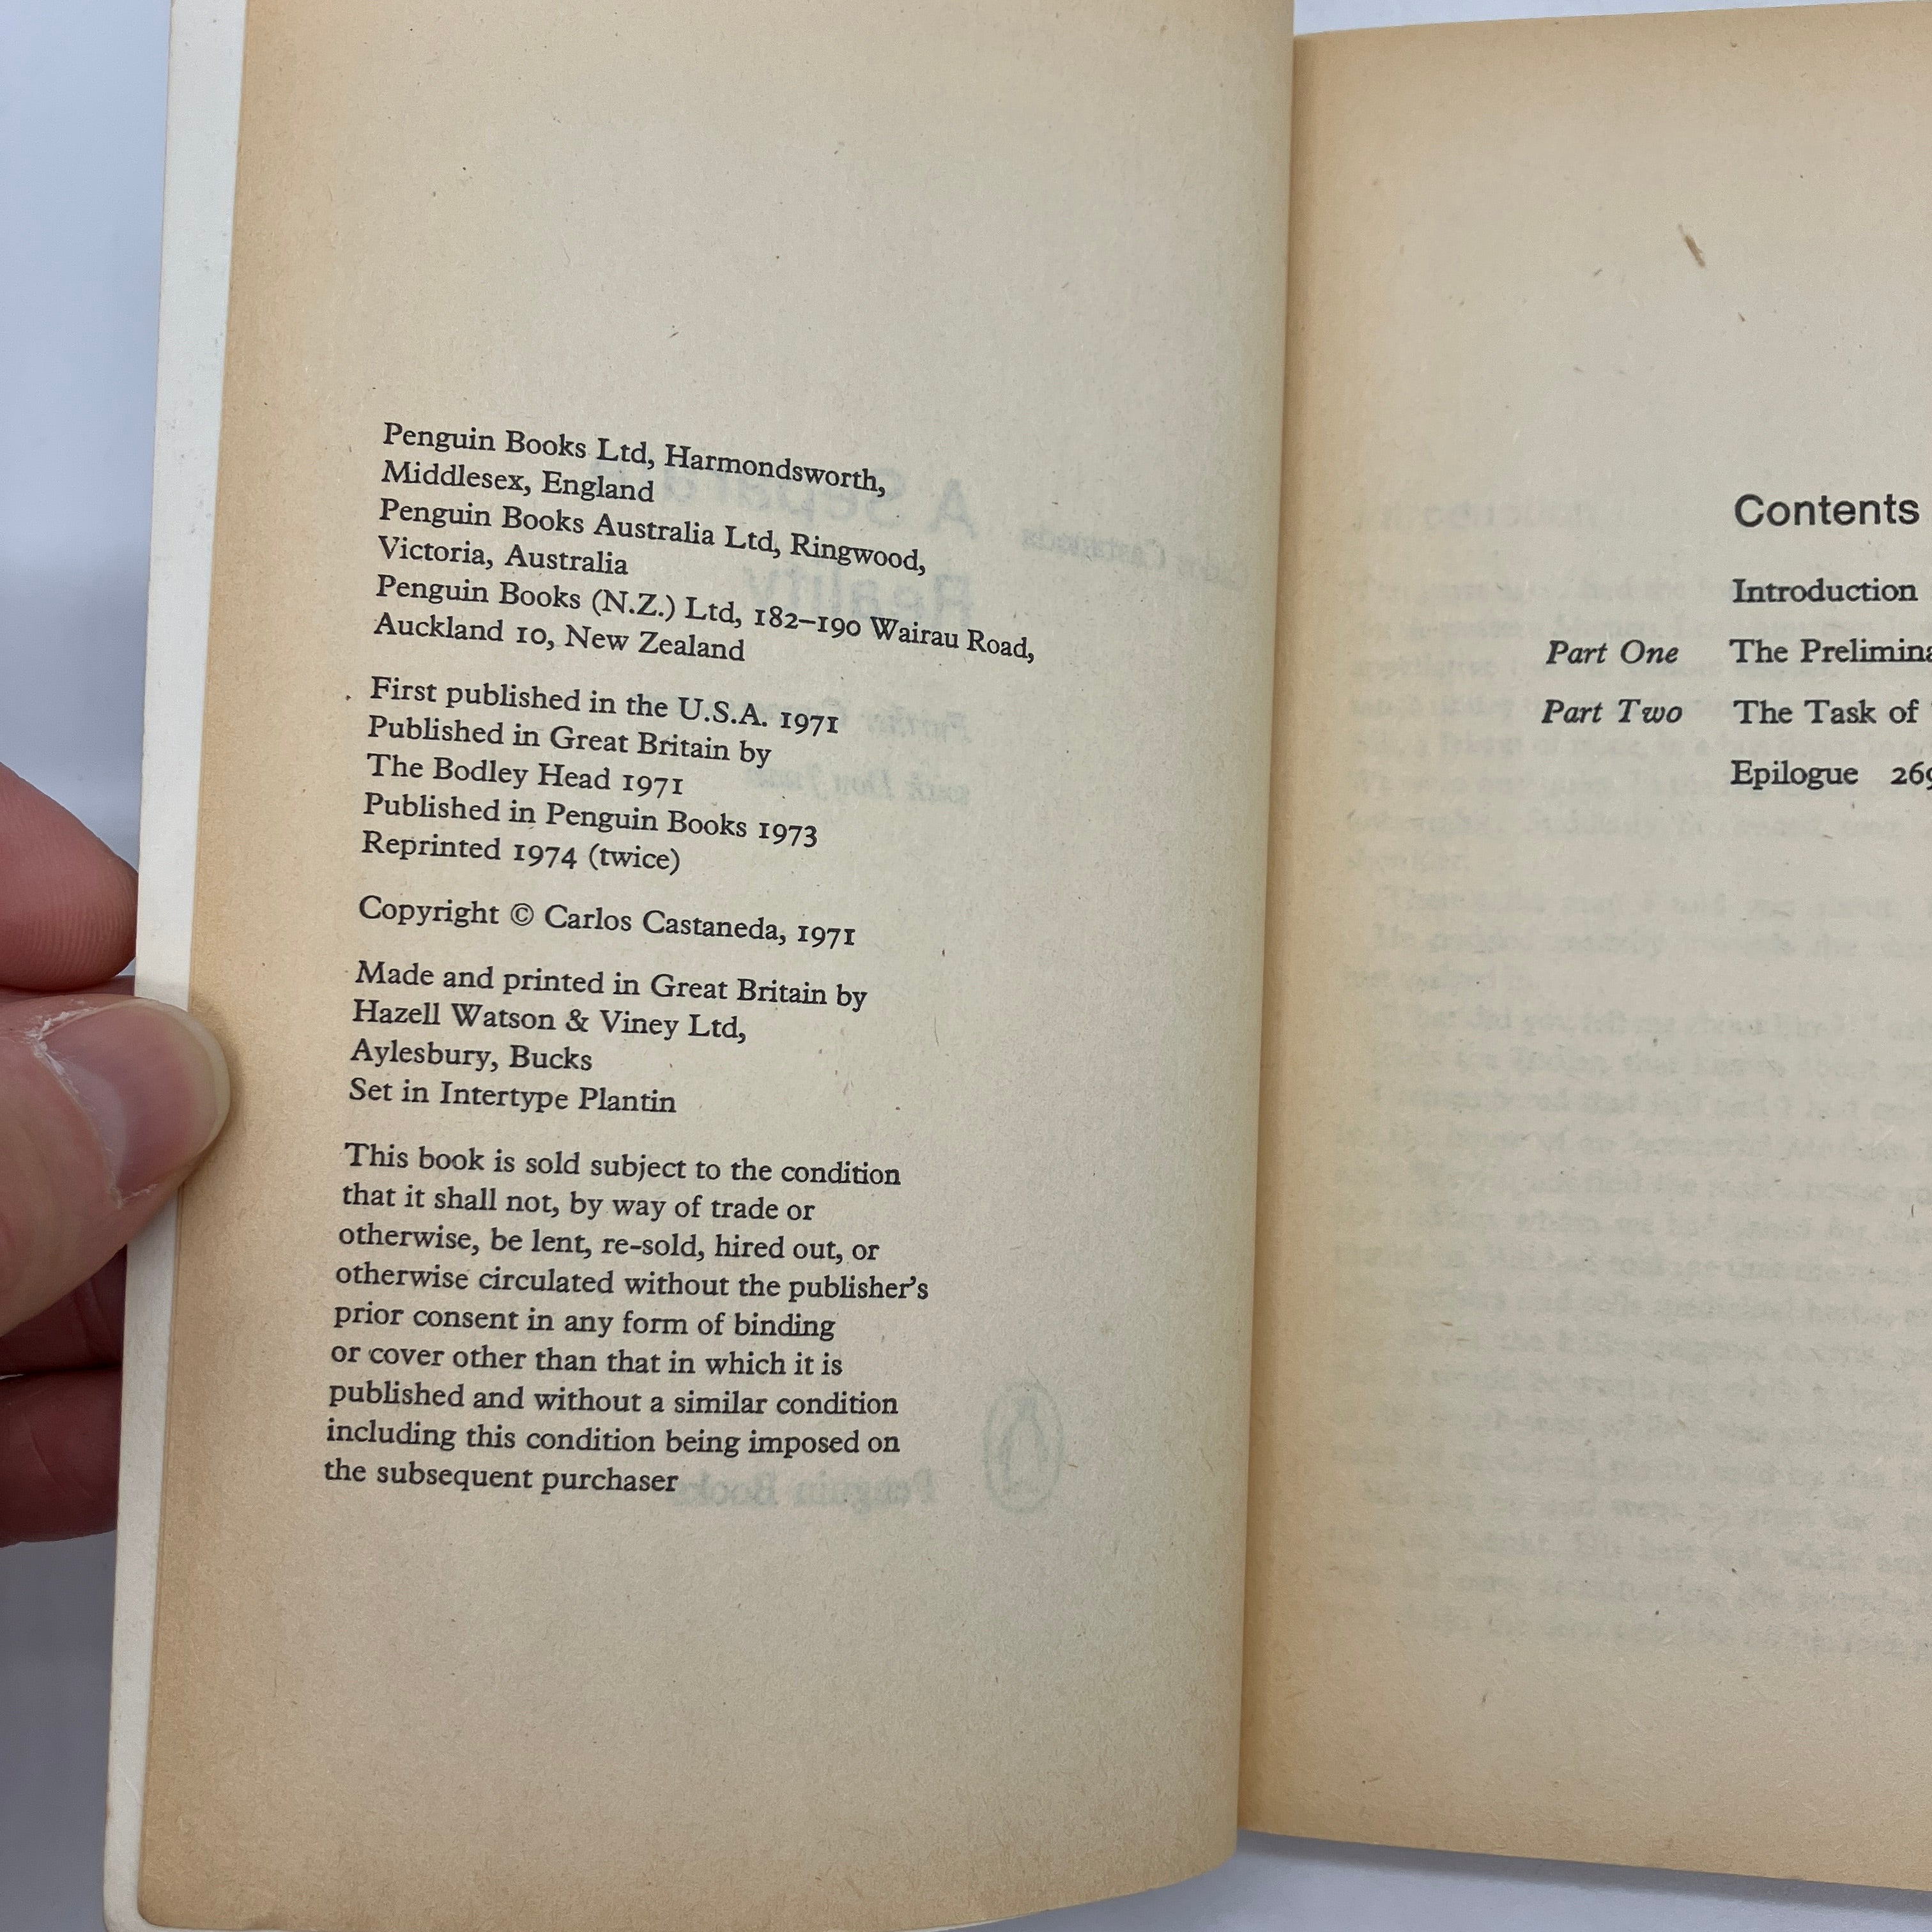 Penguin Books Ltd, Harmondsworth,
Middlesex, England
Penguin Books Australia Ltd, Ringwood,
Victoria, Australia
Penguin Books (N.Z.) Ltd, 182–190 Wairau Road,
Auckland 10, New Zealand
First published in the U.S.A. 1971
Published in Great Britain by
The Bodley Head 1971
Published in Penguin Books 1973
Reprinted 1974 (twice)
Copyright © Carlos Castaneda, 1971
Made and printed in Great Britain by
Hazell Watson & Viney Ltd,
Aylesbury, Bucks
Set in Intertype Plantin
This book is sold subject to the condition
that it shall not, by way of trade or
otherwise, be lent, re-sold, hired out, or
otherwise circulated without the publisher's
prior consent in any form of binding
or cover other than that in which it is
published and without a similar condition
including this condition being imposed on
the subsequent purchaser
Contents
Introduction
Part One The
Part Two The Task of
Epilogue